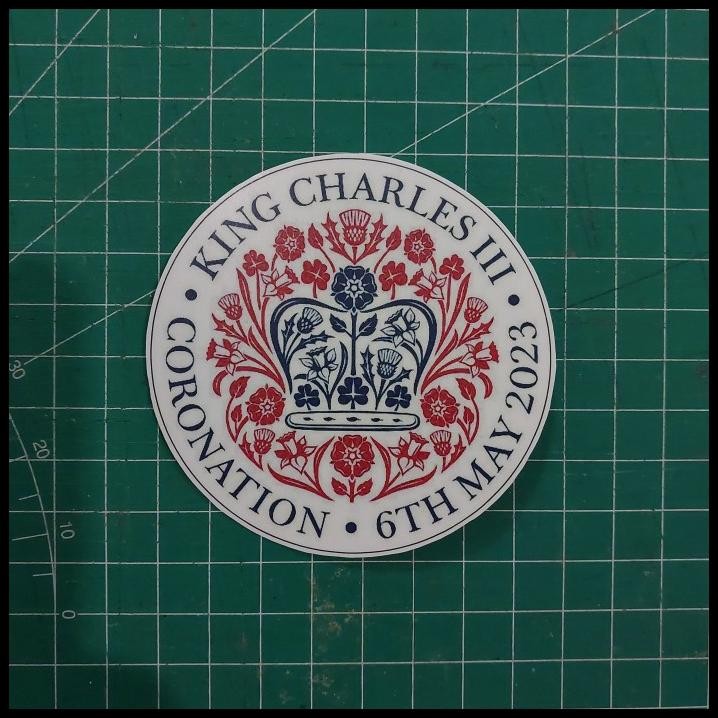 KING CHARLES III
• CORONATION • 6TH MAY 2023 •
30
20
10
0